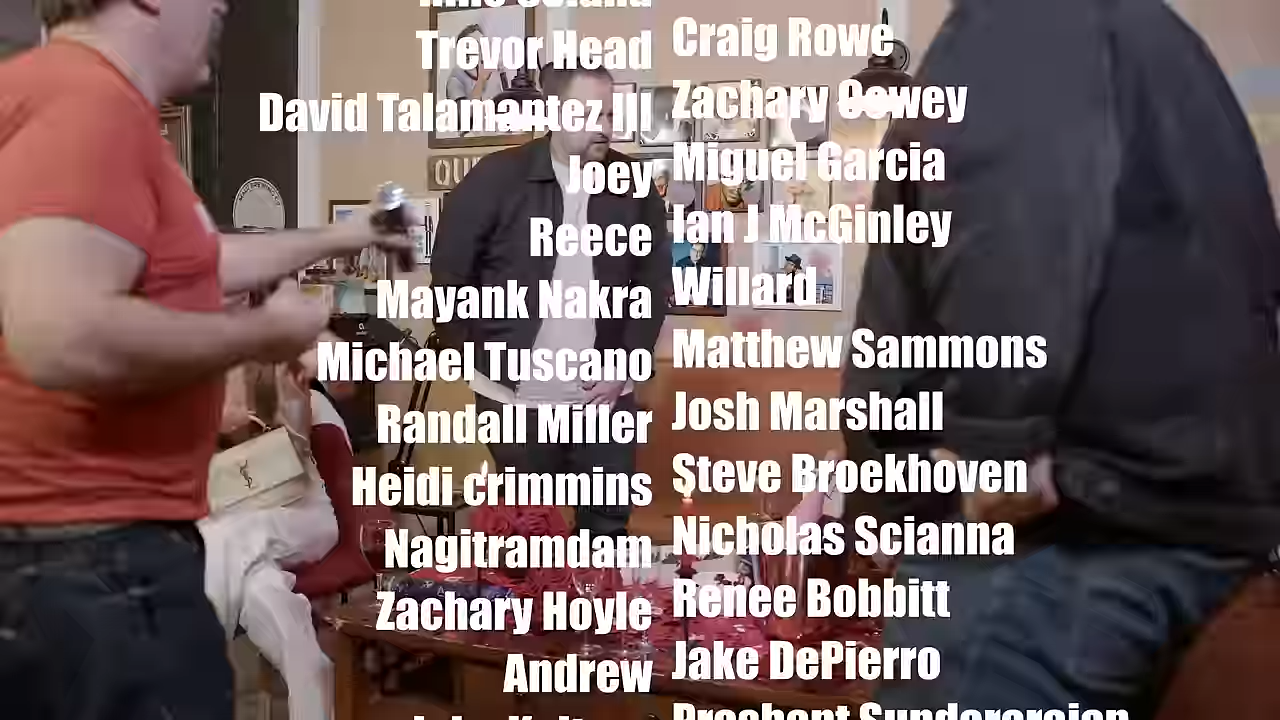 Trevor Head
David Talamantez III
Joey
Reece
Mayank Nakra
Michael Tuscano
Randall Miller
Heidi crimmins
Nagitramdam
Zachary Hoyle
Andrew
Craig Rowe
Zachary Cowey
Miguel Garcia
Ian J McGinley
Willard
Matthew Sammons
Josh Marshall
Steve Broekhoven
Nicholas Scianna
Renee Bobbitt
Jake DePierro
QU